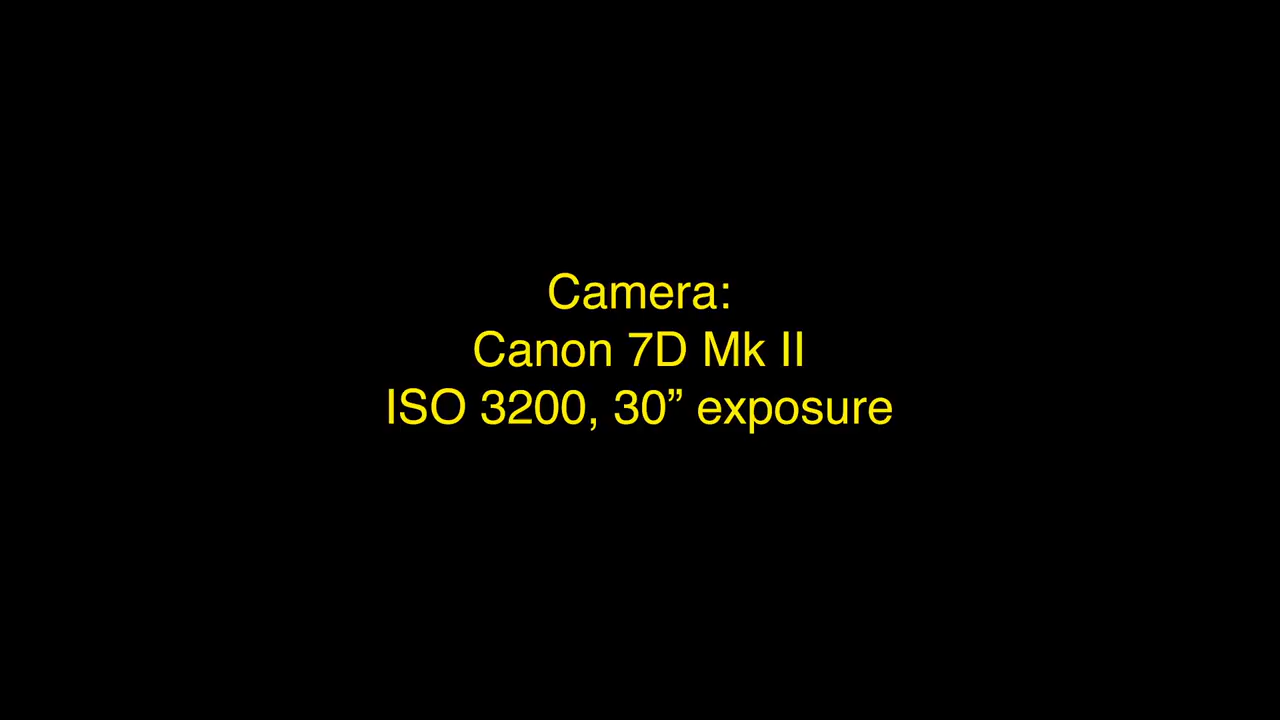 Camera:
Canon 7D Mk II
ISO 3200, 30” exposure